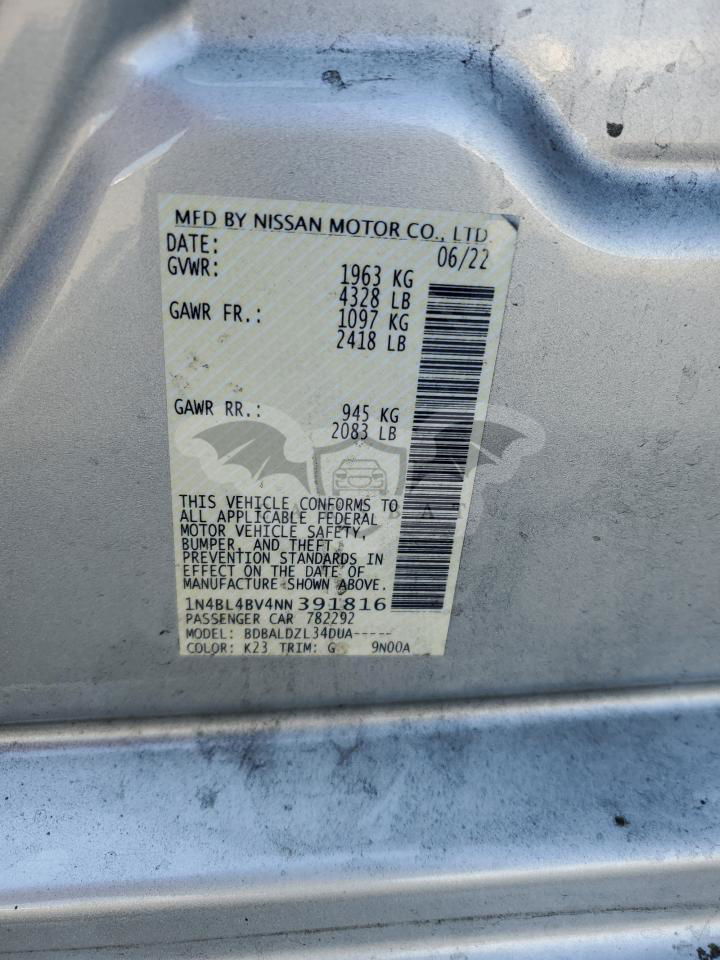 MFD BY NISSAN MOTOR CO., LTD.
DATE: 06/22
GVWR: 1963 KG
4328 LB
GAWR FR.: 1097 KG
2418 LB
GAWR RR.: 945 KG
2083 LB
THIS VEHICLE CONFORMS TO
ALL APPLICABLE FEDERAL
MOTOR VEHICLE SAFETY,
BUMPER, AND THEFT
PREVENTION STANDARDS IN
EFFECT ON THE DATE OF
MANUFACTURE SHOWN ABOVE.
1N4BL4BV4NN391816
PASSENGER CAR 782292
MODEL: BDBALDZL34DUA-----
COLOR: K23 TRIM: G 9N00A